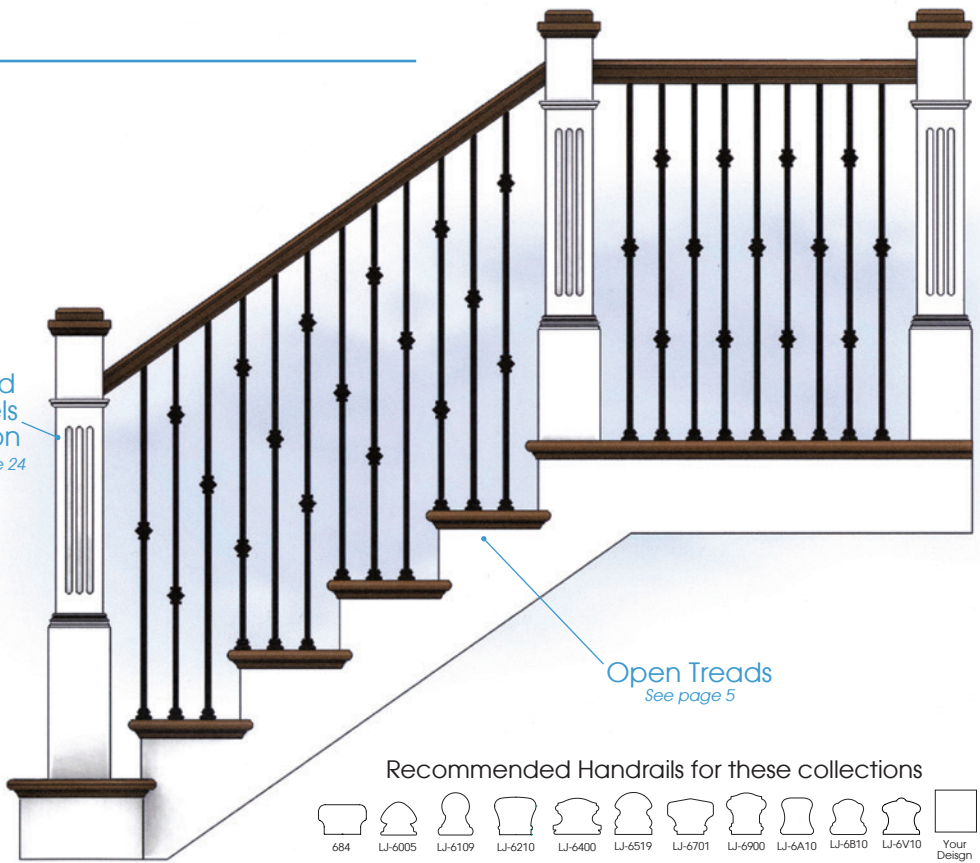 24
Open Treads
See page 5
Recommended Handrails for these collections
684 LJ-6005 LJ-6109 LJ-6210 LJ-6400 LJ-6519 LJ-6701 LJ-6900 LJ-6A10 LJ-6B10 LJ-6V10 Your
Deisgn